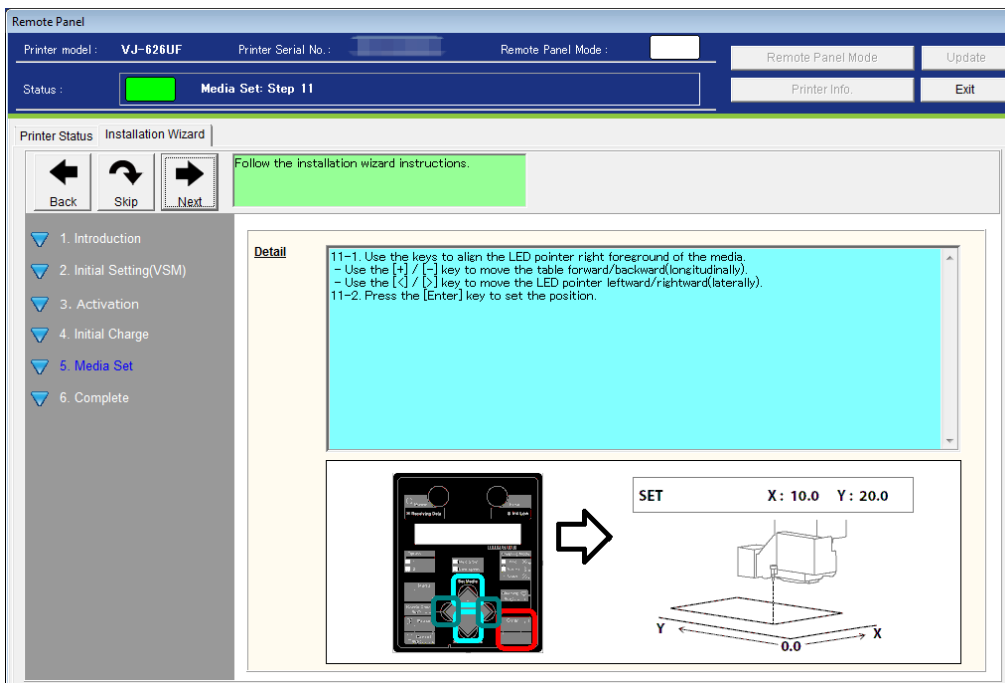 Remote Panel
Printer model : VJ-626UF Printer Serial No. : Remote Panel Mode :
Remote Panel Mode Update
Status : Media Set: Step 11
Printer Info. Exit
Printer Status Installation Wizard
Back Skip Next
Follow the installation wizard instructions.
1. Introduction
2. Initial Setting(VSM)
3. Activation
4. Initial Charge
5. Media Set
6. Complete
Detail
11-1. Use the keys to align the LED pointer right foreground of the media.
- Use the [+] / [-] key to move the table forward/backward(longitudinally).
- Use the [<] / [>] key to move the LED pointer leftward/rightward(laterally).
11-2. Press the [Enter] key to set the position.
SET X : 10.0 Y : 20.0
Y X
0.0